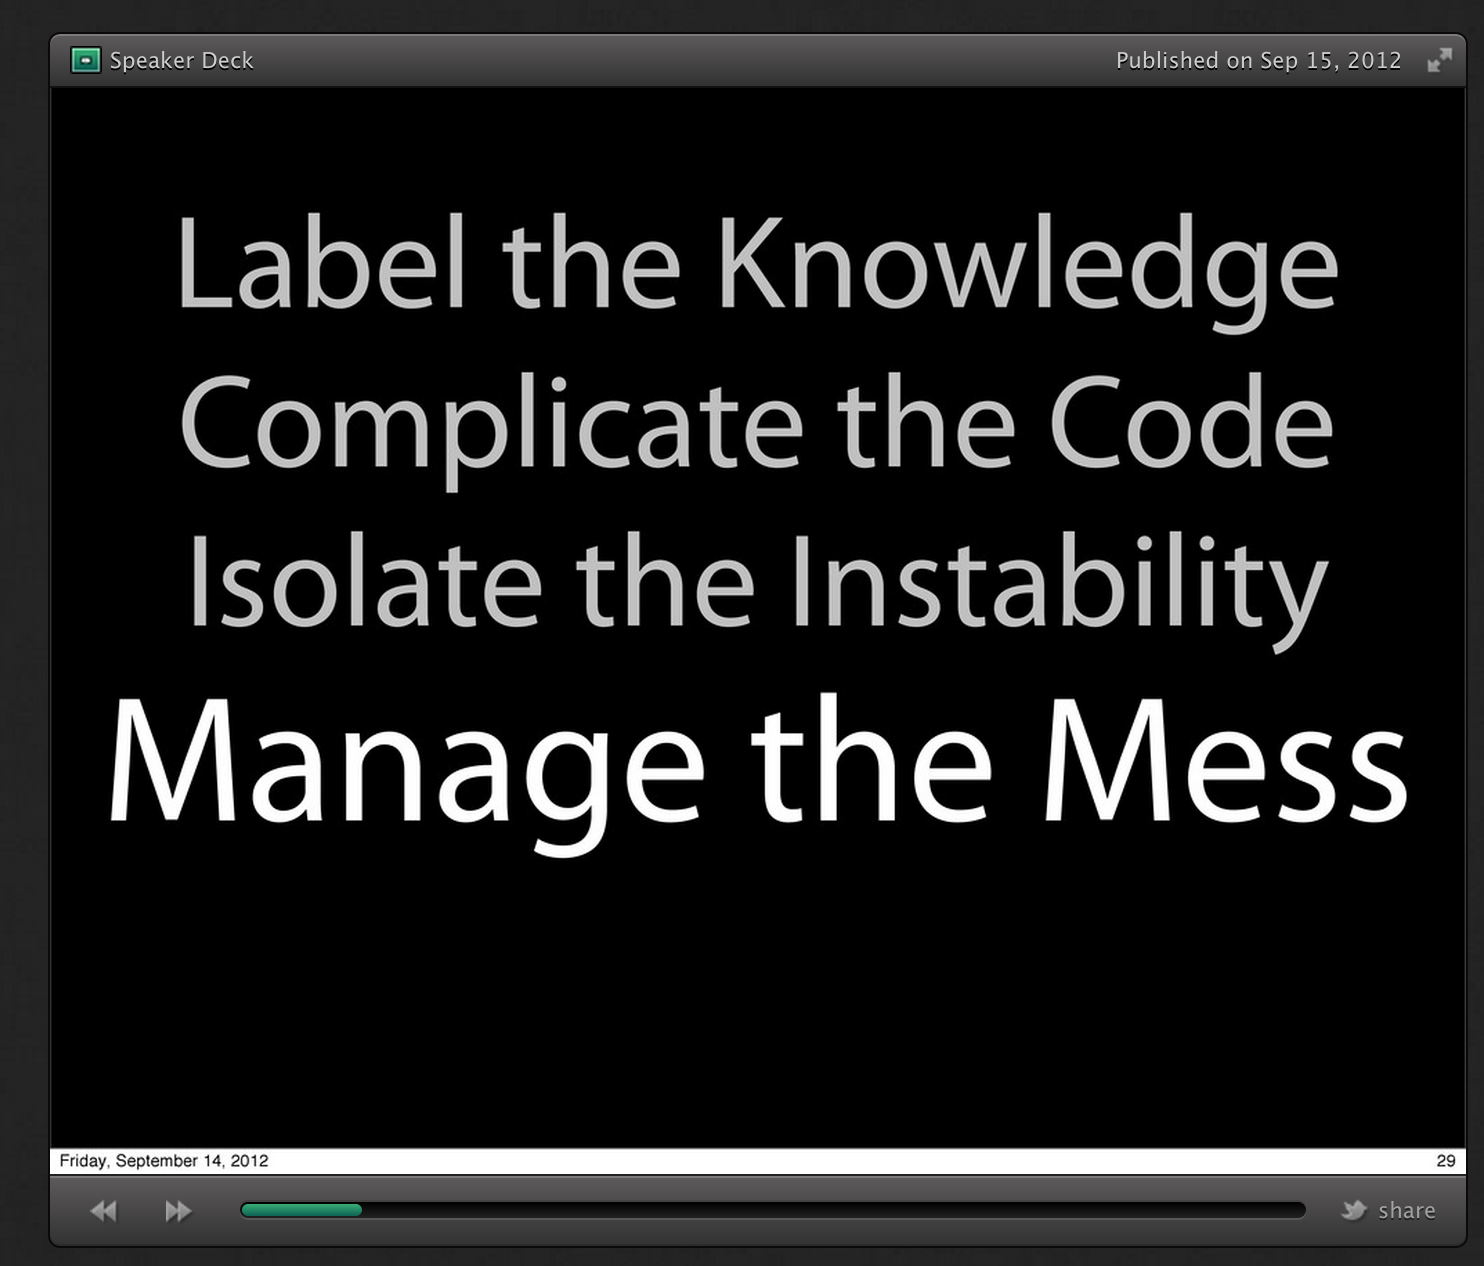 Speaker Deck
Published on Sep 15, 2012
Label the Knowledge
Complicate the Code
Isolate the Instability
Manage the Mess
Friday, September 14, 2012
29
share